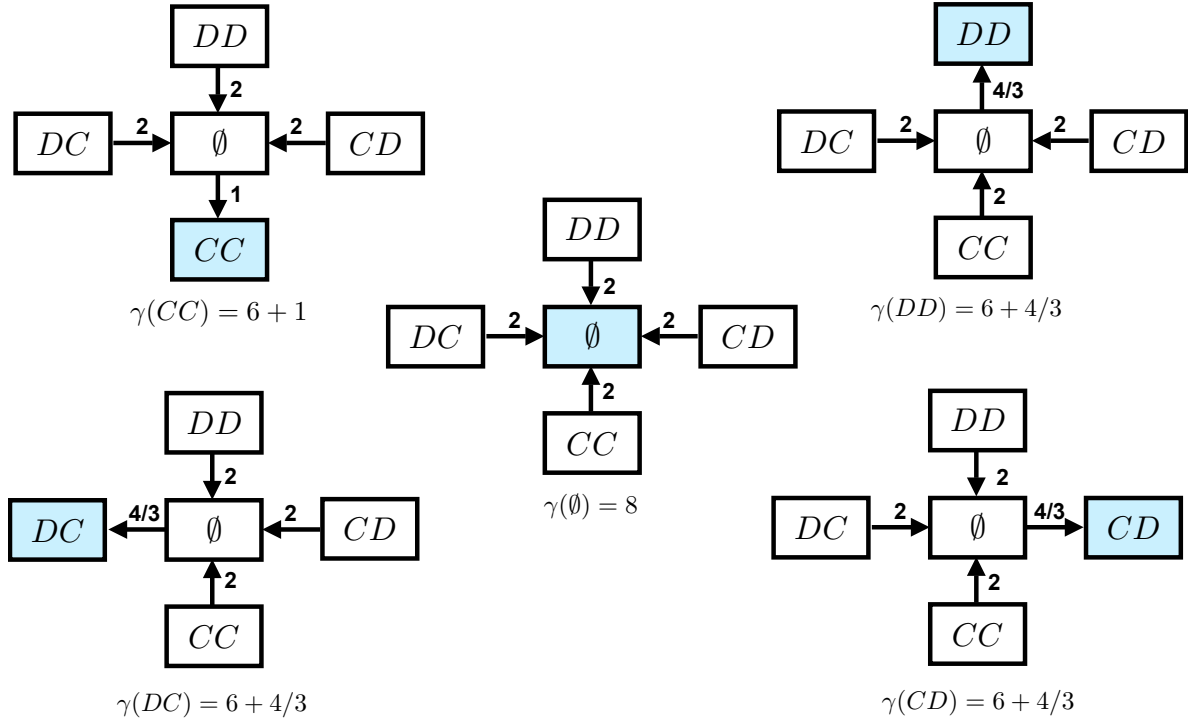 DD
2
DC
2
∅
2
CD
1
CC
γ(CC) = 6 + 1
DD
4/3
DC
2
∅
2
CD
2
CC
γ(DD) = 6 + 4/3
DD
2
DC
2
∅
2
CD
2
CC
γ(∅) = 8
DD
2
DC
4/3
∅
2
CD
2
CC
γ(DC) = 6 + 4/3
DD
2
DC
2
∅
4/3
CD
2
CC
γ(CD) = 6 + 4/3